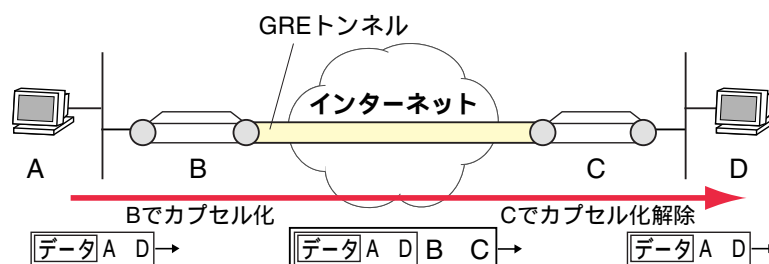 GREトンネル
インターネット
A B C D
Bでカプセル化 Cでカプセル化解除
データ A D→ データ A D B C→ データ A D→